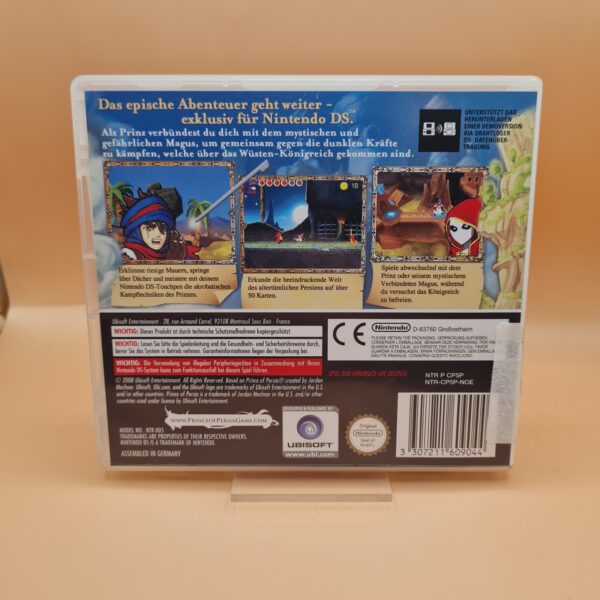 Das epische Abenteuer geht weiter –
exklusiv für Nintendo DS.™
Als Prinz verbündest du dich mit dem mystischen und
gefährlichen Magus, um gemeinsam gegen die dunklen Kräfte
zu kämpfen, welche über das Wüsten-Königreich gekommen sind.
UNTERSTÜTZT DAS
HERUNTERLADEN
EINER DEMOVERSION
VIA DRAHTLOSER
DS-DATENÜBER-
TRAGUNG
18
Erklimme riesige Mauern, springe
über Dächer und meistere mit deinem
Nintendo DS-Touchpen die akrobatischen
Kampftechniken des Prinzen.
Erkunde die beeindruckende Welt
des altertümlichen Persiens auf über
50 Karten.
Spiele abwechselnd mit dem
Prinz oder seinem mystischen
Verbündeten Magus, während
du versuchst das Königreich
zu befreien.
Ubisoft Entertainment · 28, rue Armand Carrel, 93108 Montreuil Sous Bois · France.
WICHTIG: Dieses Produkt ist durch technische Schutzmaßnahmen kopiergeschützt.
WICHTIG: Lesen Sie bitte die Spielanleitung und die Gesundheits- und Sicherheitshinweise durch,
bevor Sie das System in Betrieb nehmen. Garantieinformationen liegen der Verpackung bei.
WICHTIG: Die Verwendung von illegalen Peripheriegeräten in Zusammenhang mit Ihrem
Nintendo DS-System kann zum Funktionsausfall bei diesem Spiel führen.
© 2008 Ubisoft Entertainment. All Rights Reserved. Based on Prince of Persia® created by Jordan
Mechner. Ubisoft, Ubi.com, and the Ubisoft logo are trademarks of Ubisoft Entertainment in the U.S.
and/or other countries. Prince of Persia is a trademark of Jordan Mechner in the U.S. and/or other
countries used under license by Ubisoft Entertainment.
www.PrinceofPersiaGame.com
MODEL NO.: NTR-005
TRADEMARKS ARE PROPERTIES OF THEIR RESPECTIVE OWNERS.
NINTENDO DS IS A TRADEMARK OF NINTENDO.
ASSEMBLED IN GERMANY
DEVELOPED & PUBLISHED BY
UBISOFT
www.ubi.com
CE
Nintendo
D-63760 Großostheim
PLEASE RETAIN THE PACKAGING. VERPACKUNG AUFHEBEN.
SPIEL UND HANDBUCH AUF DEUTSCH
NTR P CP5P
NTR-CP5P-NOE
Original
Nintendo
Seal of
Quality
3 307211 609044